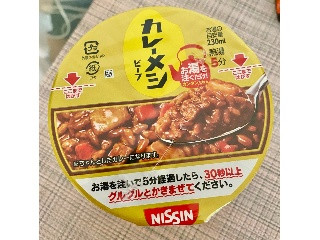 カレーメシ
ビーフ
230ml
熱湯
5分
お湯を
注ぐだけ!
お湯を注いで5分経過したら、30秒以上
グルグルとかきまぜてください。
NISSIN